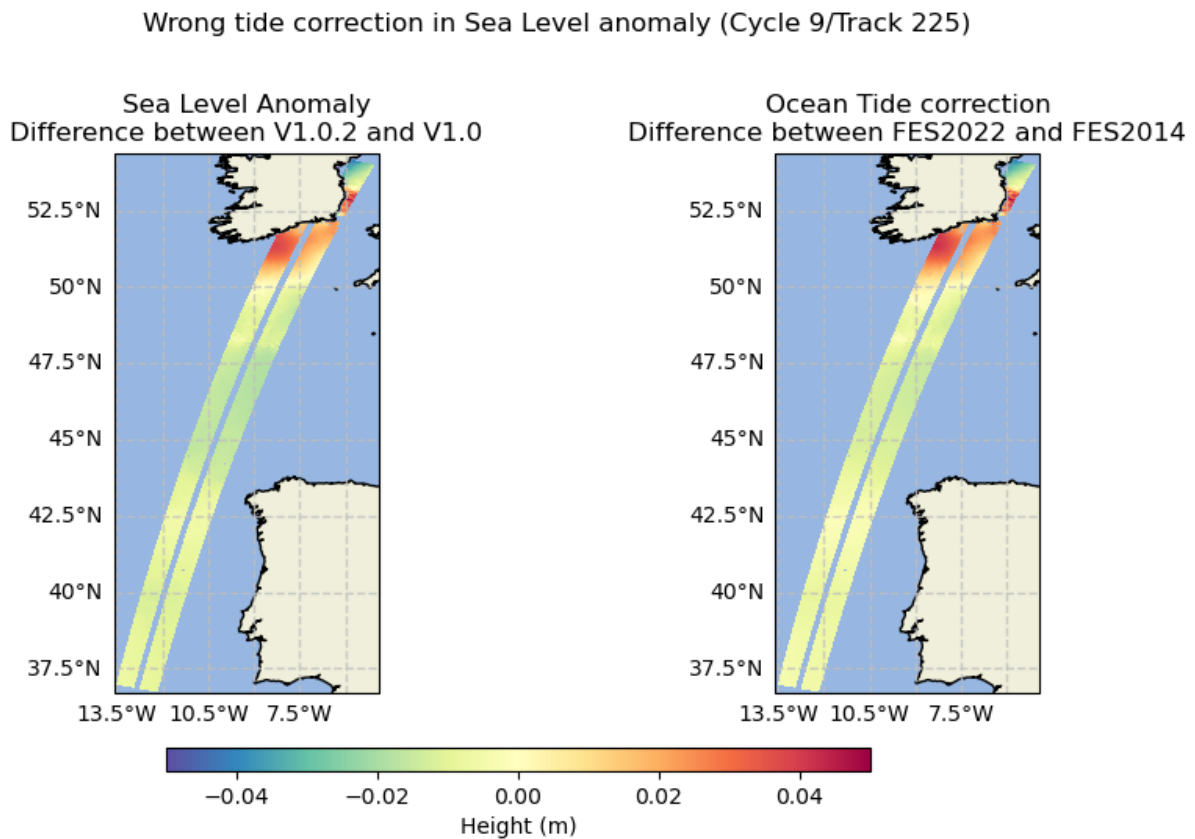 Wrong tide correction in Sea Level anomaly (Cycle 9/Track 225)
Sea Level Anomaly
Difference between V1.0.2 and V1.0
52.5°N
50°N
47.5°N
45°N
42.5°N
40°N
37.5°N
13.5°W 10.5°W 7.5°W
Ocean Tide correction
Difference between FES2022 and FES2014
52.5°N
50°N
47.5°N
45°N
42.5°N
40°N
37.5°N
13.5°W 10.5°W 7.5°W
−0.04 −0.02 0.00 0.02 0.04
Height (m)